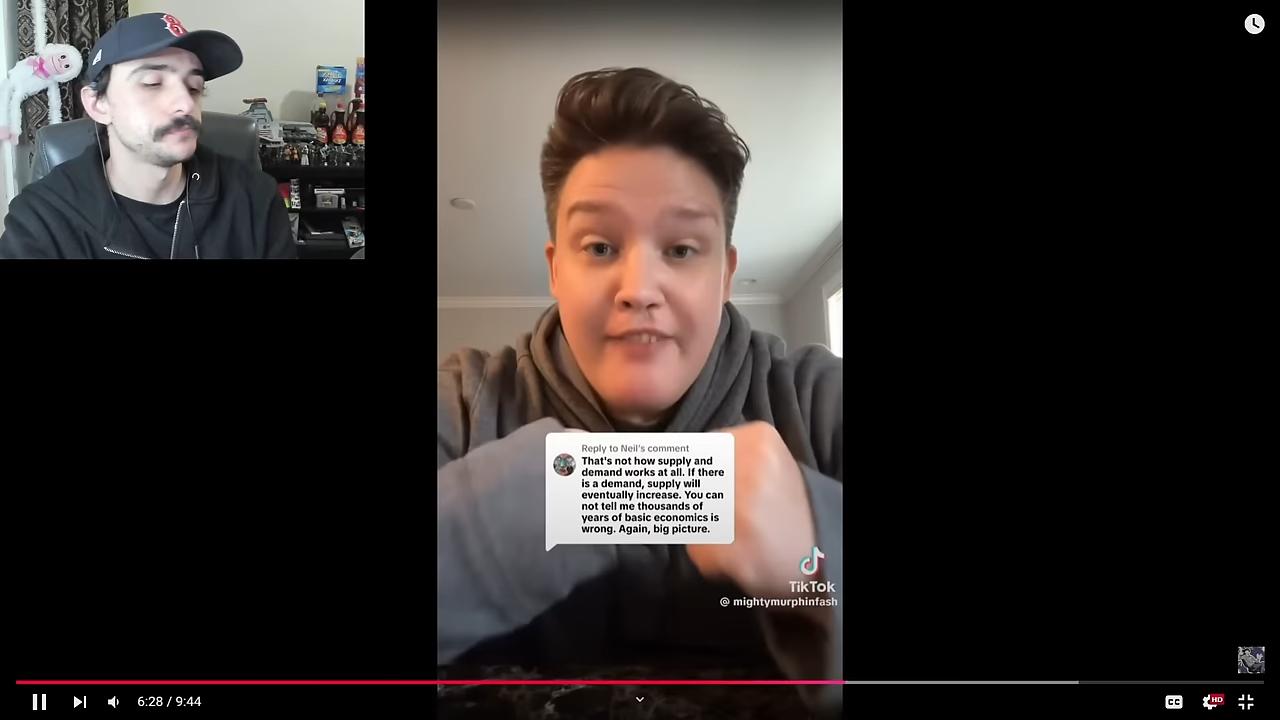 Reply to Neil's comment
That's not how supply and
demand works at all. If there
is a demand, supply will
eventually increase. You can
not tell me thousands of
years of basic economics is
wrong. Again, big picture.
TikTok
@ mightymurphinfash
6:28 / 9:44
CC
HD